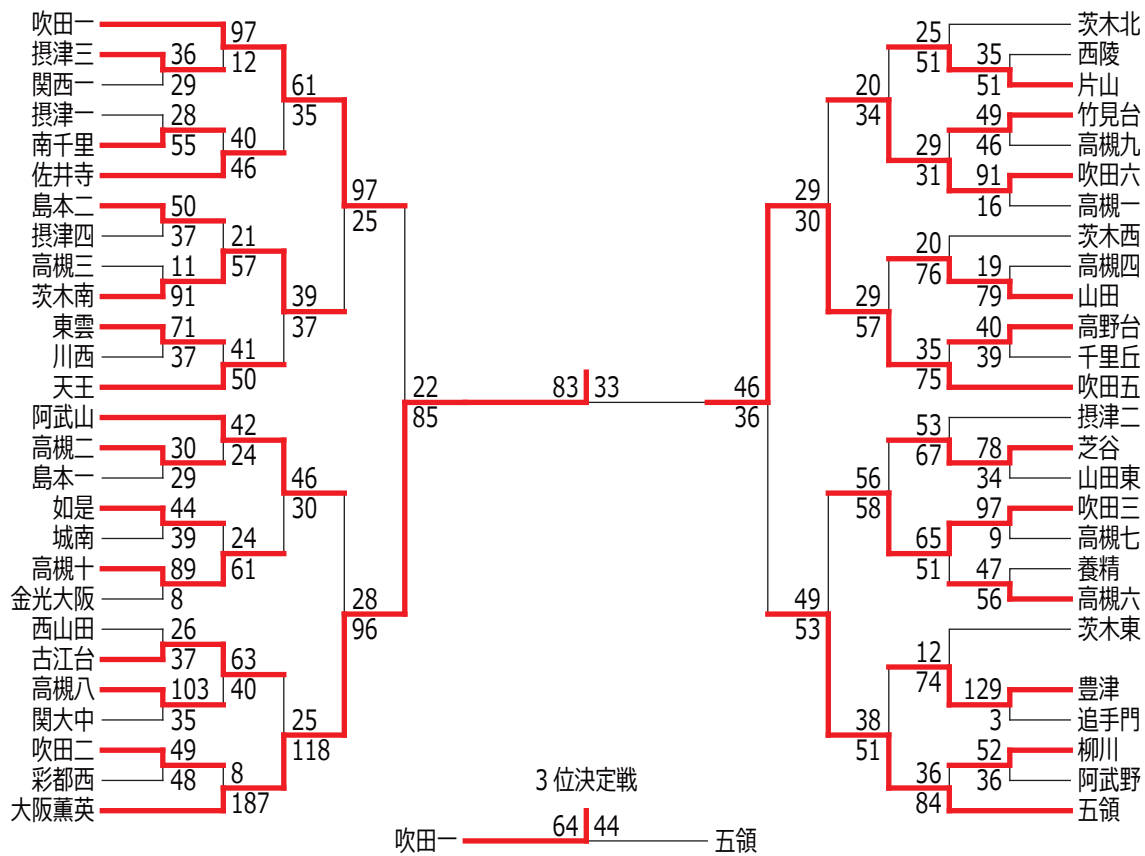 吹田一
摂津三
関西一
摂津一
南千里
佐井寺
島本二
摂津四
高槻三
茨木南
東雲
川西
天王
阿武山
高槻二
島本一
如是
城南
高槻十
金光大阪
西山田
古江台
高槻八
関大中
吹田二
彩都西
大阪薫英
36
29
28
55
50
37
11
91
71
37
30
29
44
39
89
8
26
37
103
35
49
48
97
12
40
46
21
57
41
50
42
24
24
61
63
40
8
187
61
35
39
37
46
30
25
118
97
25
28
96
22
85
83 33
46
36
29
30
49
53
20
34
29
57
56
58
38
51
25
51
29
31
20
76
35
75
53
67
65
51
12
74
36
84
35
51
49
46
91
16
19
79
40
39
78
34
97
9
47
56
129
3
52
36
茨木北
西陵
片山
竹見台
高槻九
吹田六
高槻一
茨木西
高槻四
山田
高野台
千里丘
吹田五
摂津二
芝谷
山田東
吹田三
高槻七
養精
高槻六
茨木東
豊津
追手門
柳川
阿武野
五領
3位決定戦
吹田一 64 44 五領